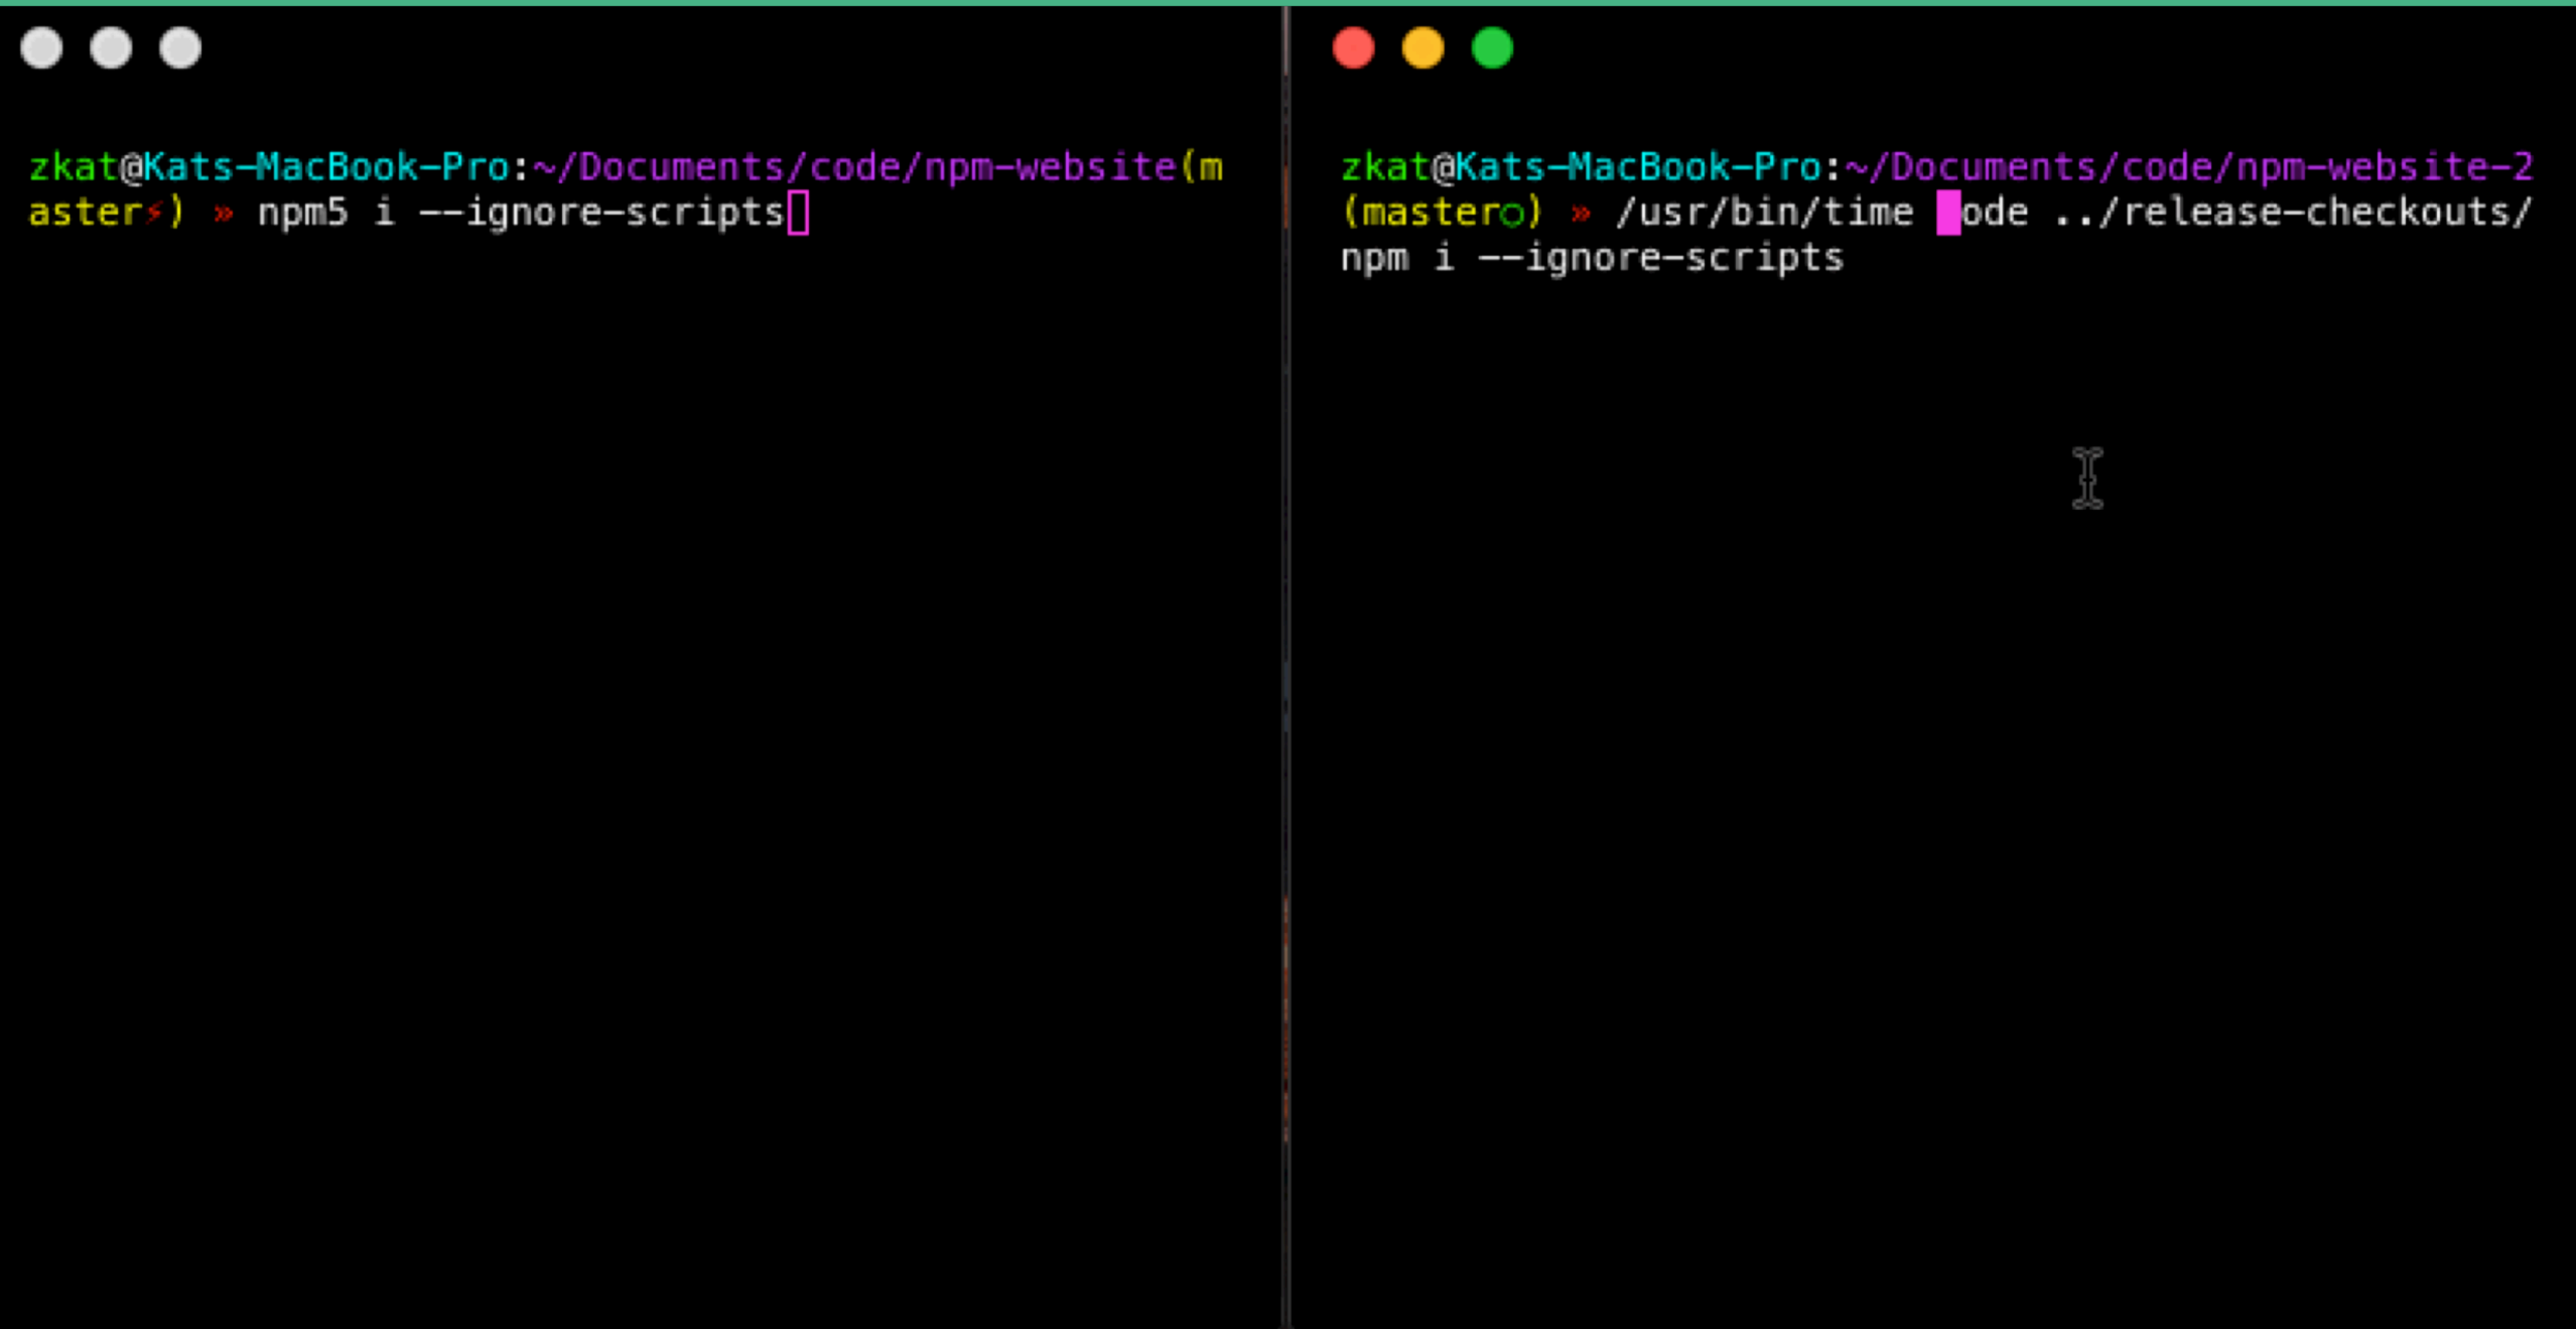 zkat@Kats-MacBook-Pro:~/Documents/code/npm-website(m
aster⚡) » npm5 i --ignore-scripts
zkat@Kats-MacBook-Pro:~/Documents/code/npm-website-2
(master○) » /usr/bin/time ode ../release-checkouts/
npm i --ignore-scripts